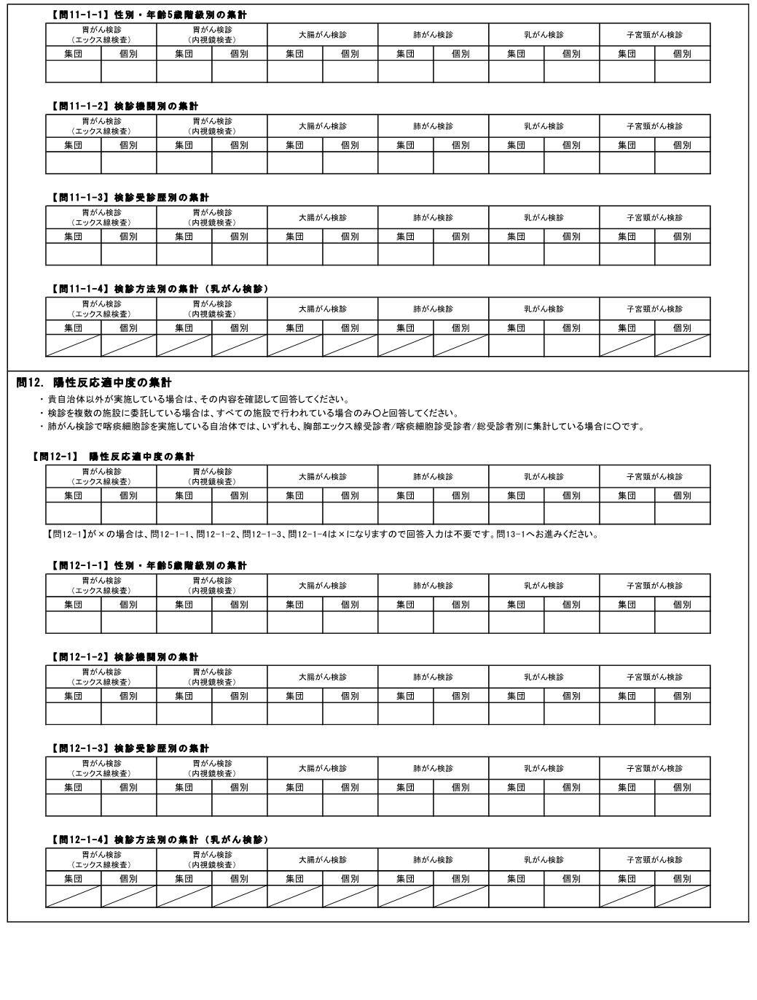 【問11-1-1】性別・年齢5歳階級別の集計
胃がん検診 胃がん検診 大腸がん検診 肺がん検診 乳がん検診 子宮頸がん検診
（エックス線検査） （内視鏡検査）
集団 個別 集団 個別 集団 個別 集団 個別 集団 個別 集団 個別
【問11-1-2】検診機関別の集計
胃がん検診 胃がん検診 大腸がん検診 肺がん検診 乳がん検診 子宮頸がん検診
（エックス線検査） （内視鏡検査）
集団 個別 集団 個別 集団 個別 集団 個別 集団 個別 集団 個別
【問11-1-3】検診受診歴別の集計
胃がん検診 胃がん検診 大腸がん検診 肺がん検診 乳がん検診 子宮頸がん検診
（エックス線検査） （内視鏡検査）
集団 個別 集団 個別 集団 個別 集団 個別 集団 個別 集団 個別
【問11-1-4】検診方法別の集計（乳がん検診）
胃がん検診 胃がん検診 大腸がん検診 肺がん検診 乳がん検診 子宮頸がん検診
（エックス線検査） （内視鏡検査）
集団 個別 集団 個別 集団 個別 集団 個別 集団 個別 集団 個別
問12. 陽性反応適中度の集計
・貴自治体以外が実施している場合は、その内容を確認して回答してください。
・検診を複数の施設に委託している場合は、すべての施設で行われている場合のみ〇と回答してください。
・肺がん検診で喀痰細胞診を実施している自治体では、いずれも、胸部エックス線受診者/喀痰細胞診受診者/総受診者別に集計している場合に〇です。
【問12-1】 陽性反応適中度の集計
胃がん検診 胃がん検診 大腸がん検診 肺がん検診 乳がん検診 子宮頸がん検診
（エックス線検査） （内視鏡検査）
集団 個別 集団 個別 集団 個別 集団 個別 集団 個別 集団 個別
【問12-1】が×の場合は、問12-1-1、問12-1-2、問12-1-3、問12-1-4は×になりますので回答入力は不要です。問13-1へお進みください。
【問12-1-1】性別・年齢5歳階級別の集計
胃がん検診 胃がん検診 大腸がん検診 肺がん検診 乳がん検診 子宮頸がん検診
（エックス線検査） （内視鏡検査）
集団 個別 集団 個別 集団 個別 集団 個別 集団 個別 集団 個別
【問12-1-2】検診機関別の集計
胃がん検診 胃がん検診 大腸がん検診 肺がん検診 乳がん検診 子宮頸がん検診
（エックス線検査） （内視鏡検査）
集団 個別 集団 個別 集団 個別 集団 個別 集団 個別 集団 個別
【問12-1-3】検診受診歴別の集計
胃がん検診 胃がん検診 大腸がん検診 肺がん検診 乳がん検診 子宮頸がん検診
（エックス線検査） （内視鏡検査）
集団 個別 集団 個別 集団 個別 集団 個別 集団 個別 集団 個別
【問12-1-4】検診方法別の集計（乳がん検診）
胃がん検診 胃がん検診 大腸がん検診 肺がん検診 乳がん検診 子宮頸がん検診
（エックス線検査） （内視鏡検査）
集団 個別 集団 個別 集団 個別 集団 個別 集団 個別 集団 個別